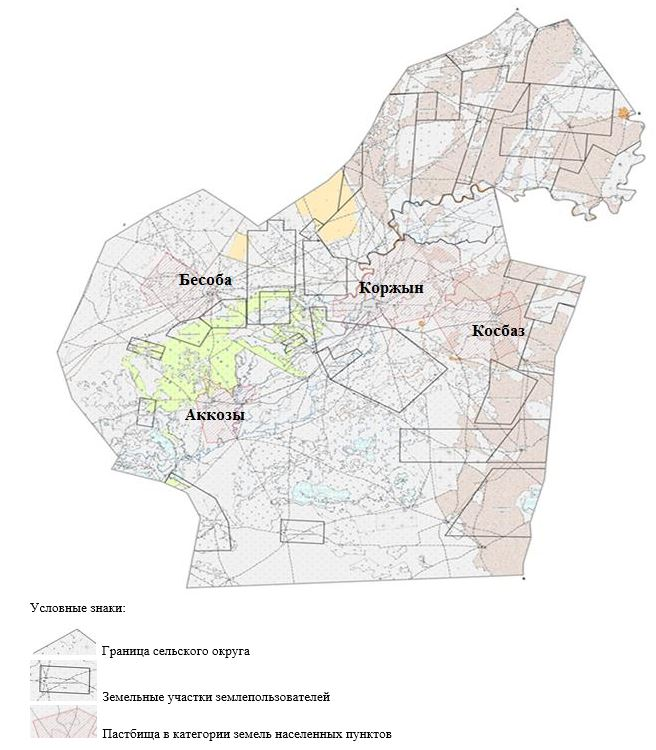 Бесоба
Коржын
Косбаз
Аккозы
Условные знаки:
Граница сельского округа
Земельные участки землепользователей
Пастбища в категории земель населенных пунктов